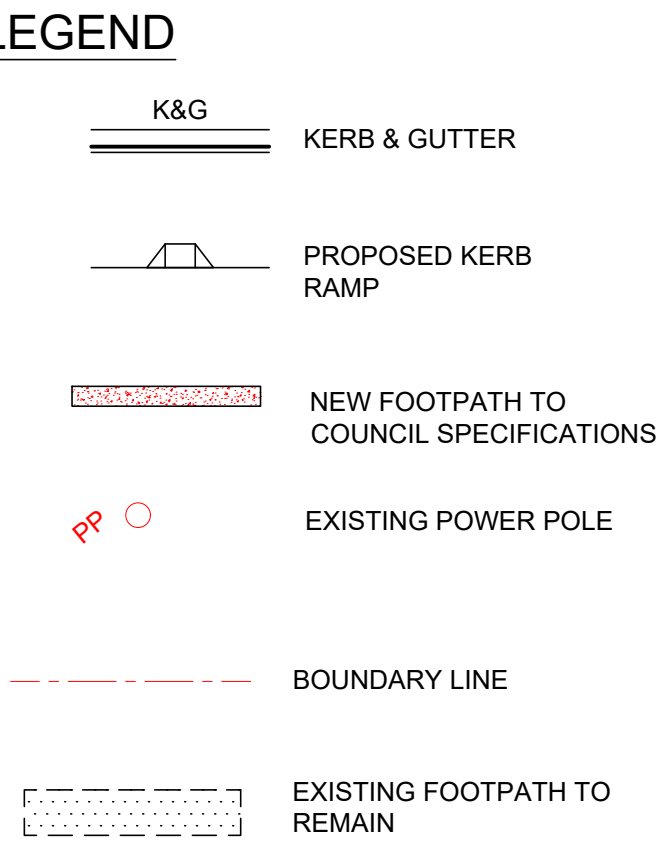 LEGEND
K&G
KERB & GUTTER
PROPOSED KERB
RAMP
NEW FOOTPATH TO
COUNCIL SPECIFICATIONS
PP
EXISTING POWER POLE
BOUNDARY LINE
EXISTING FOOTPATH TO
REMAIN